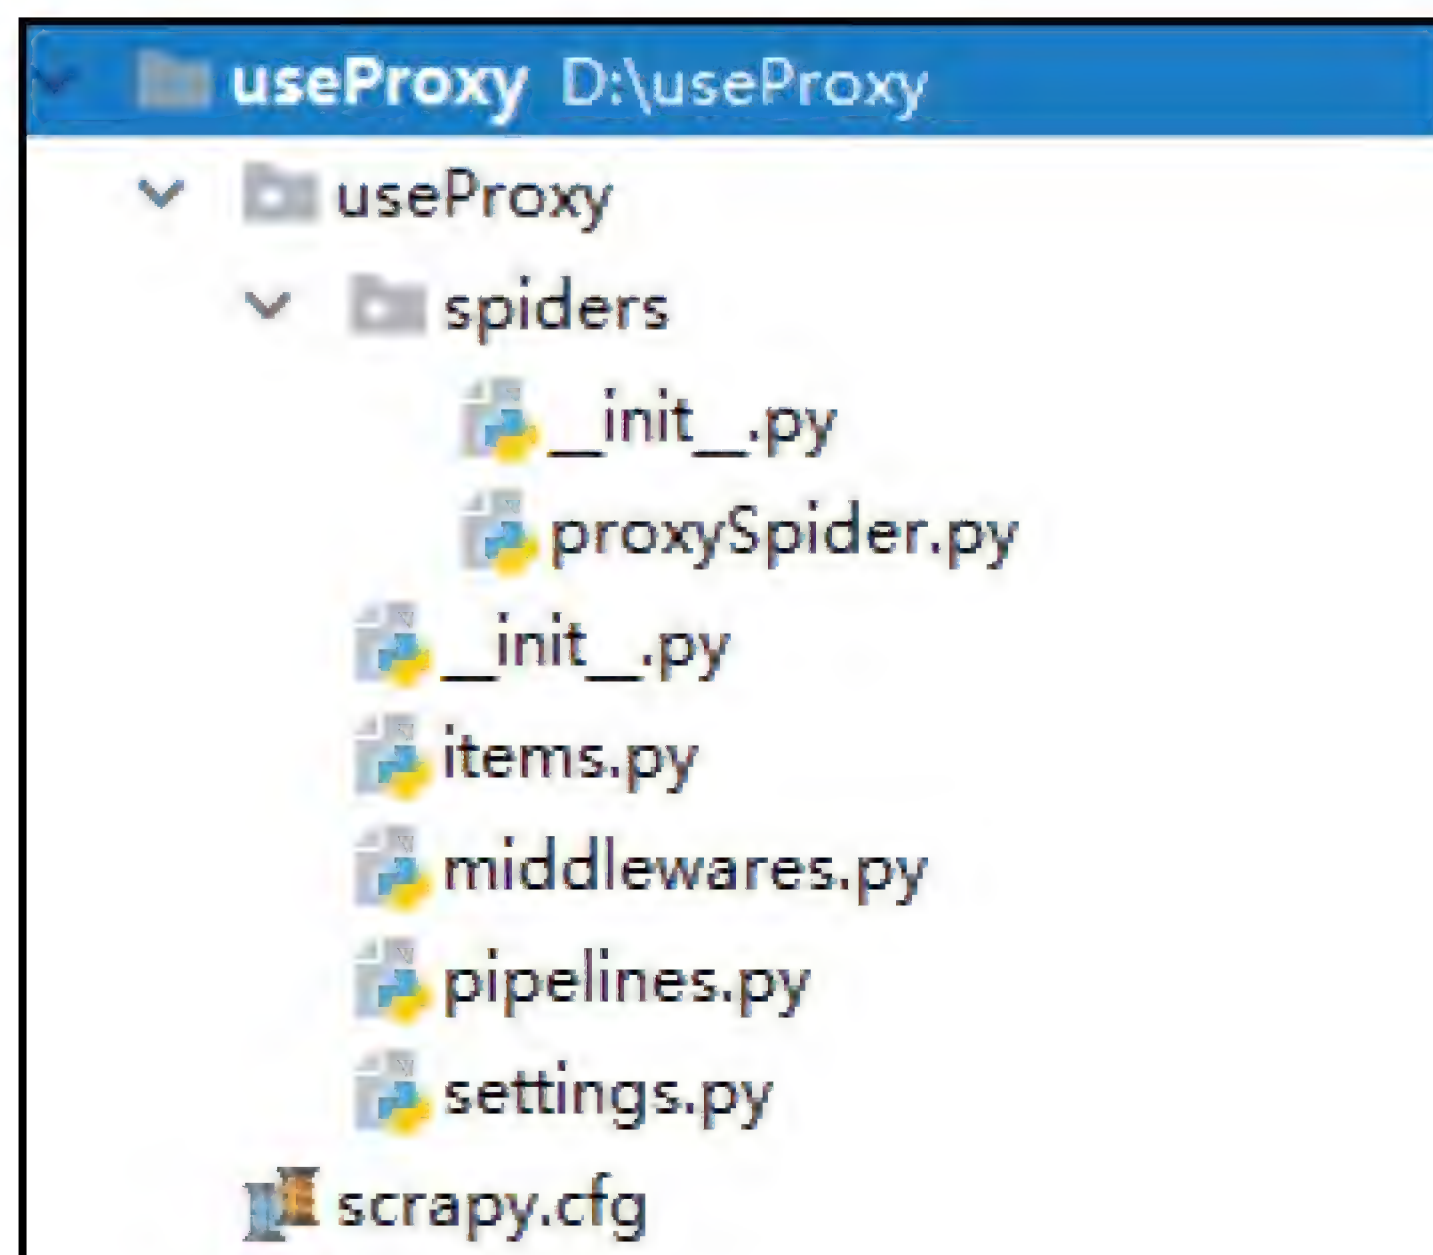 useProxy D:\useProxy
useProxy
spiders
__init__.py
proxySpider.py
__init__.py
items.py
middlewares.py
pipelines.py
settings.py
scrapy.cfg